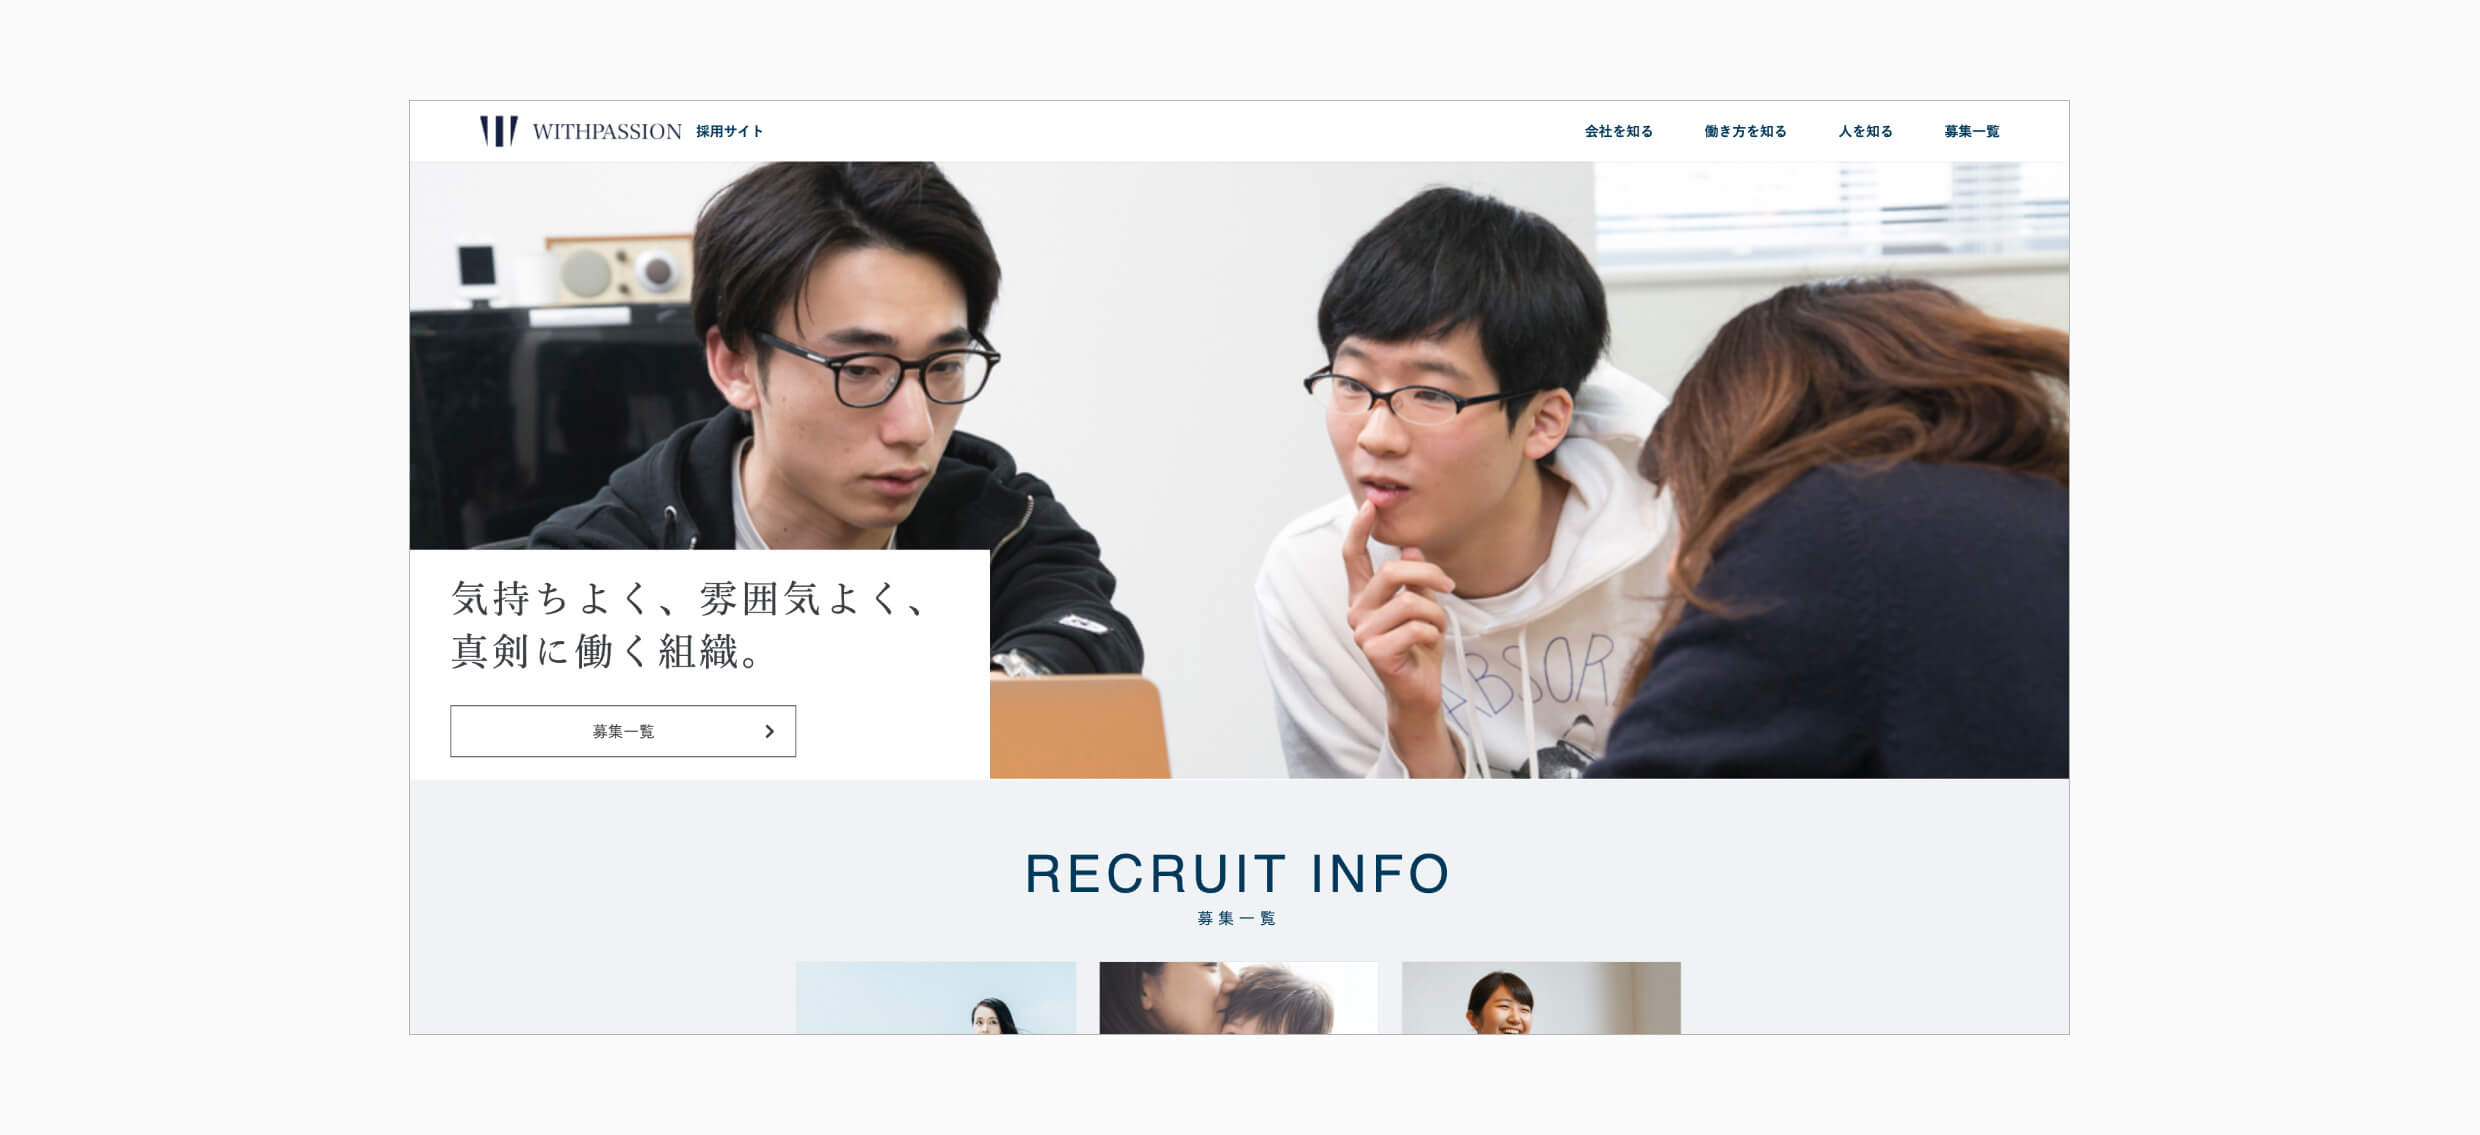 WITHPASSION 採用サイト
会社を知る 働き方を知る 人を知る 募集一覧
ABSOR
気持ちよく、雰囲気よく、
真剣に働く組織。
募集一覧
RECRUIT INFO
募集一覧